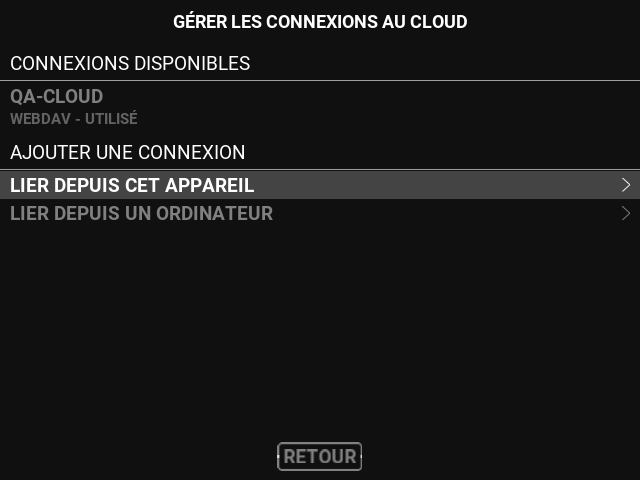 GÉRER LES CONNEXIONS AU CLOUD
CONNEXIONS DISPONIBLES
QA-CLOUD
WEBDAV - UTILISÉ
AJOUTER UNE CONNEXION
LIER DEPUIS CET APPAREIL
LIER DEPUIS UN ORDINATEUR
RETOUR